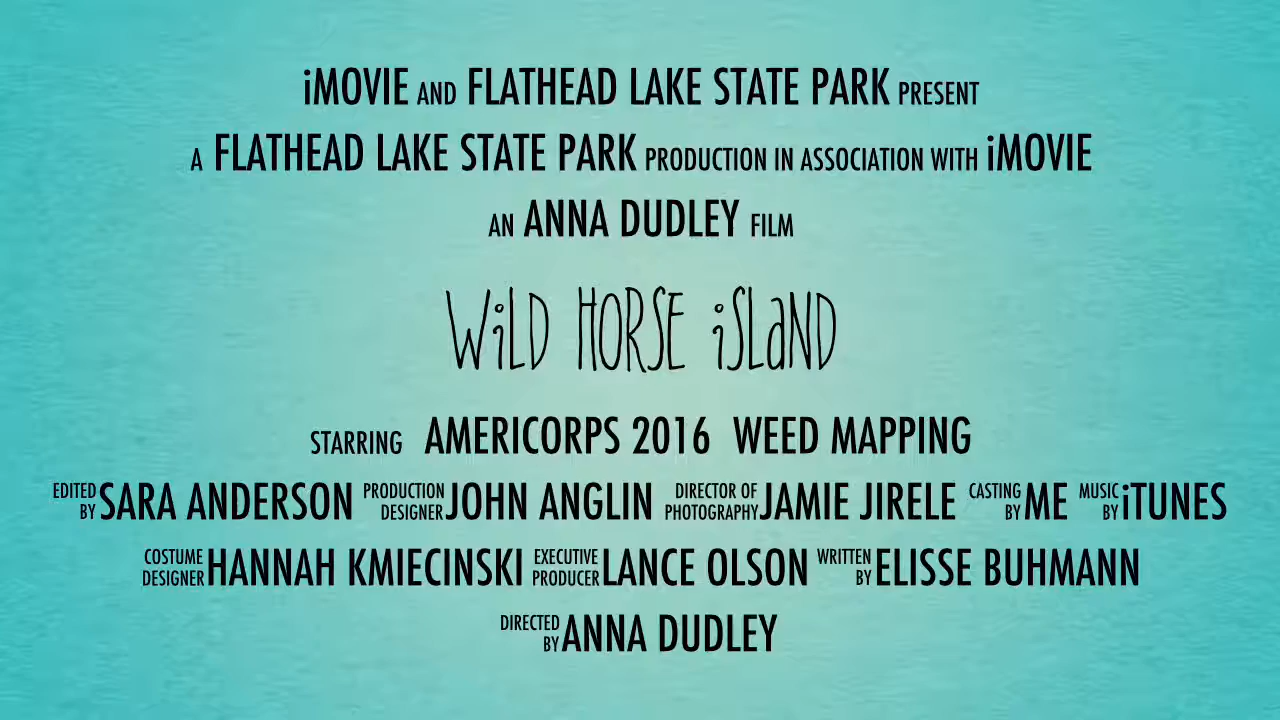 iMOVIE AND FLATHEAD LAKE STATE PARK PRESENT
A FLATHEAD LAKE STATE PARK PRODUCTION IN ASSOCIATION WITH iMOVIE
AN ANNA DUDLEY FILM
WiLD HORSE iSLaND
STARRING AMERICORPS 2016 WEED MAPPING
EDITED BY SARA ANDERSON PRODUCTION DESIGNER JOHN ANGLIN DIRECTOR OF PHOTOGRAPHY JAMIE JIRELE CASTING BY ME MUSIC BY iTUNES
COSTUME DESIGNER HANNAH KMIECINSKI EXECUTIVE PRODUCER LANCE OLSON WRITTEN BY ELISSE BUHMANN
DIRECTED BY ANNA DUDLEY